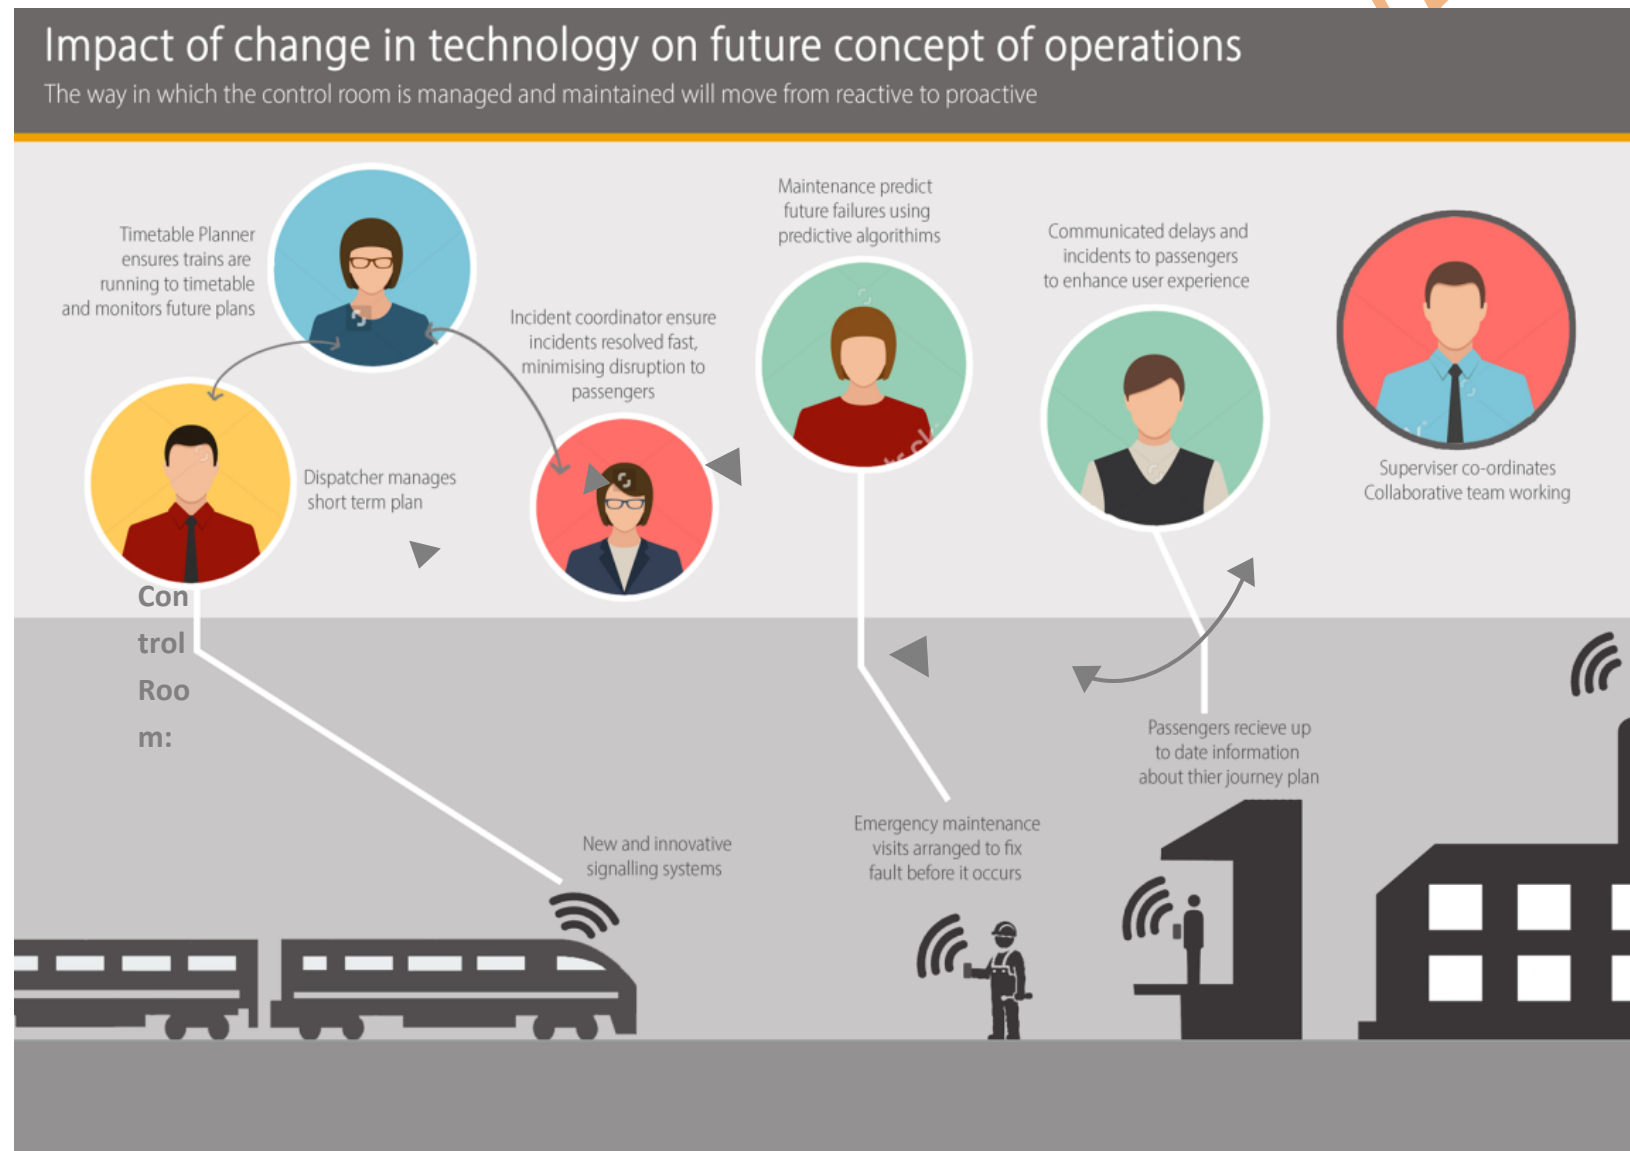 Impact of change in technology on future concept of operations
The way in which the control room is managed and maintained will move from reactive to proactive
Timetable Planner
ensures trains are
running to timetable
and monitors future plans
Incident coordinator ensure
incidents resolved fast,
minimising disruption to
passengers
Maintenance predict
future failures using
predictive algorithims
Communicated delays and
incidents to passengers
to enhance user experience
Superviser co-ordinates
Collaborative team working
Dispatcher manages
short term plan
Con
trol
Roo
m:
New and innovative
signalling systems
Emergency maintenance
visits arranged to fix
fault before it occurs
Passengers recieve up
to date information
about thier journey plan